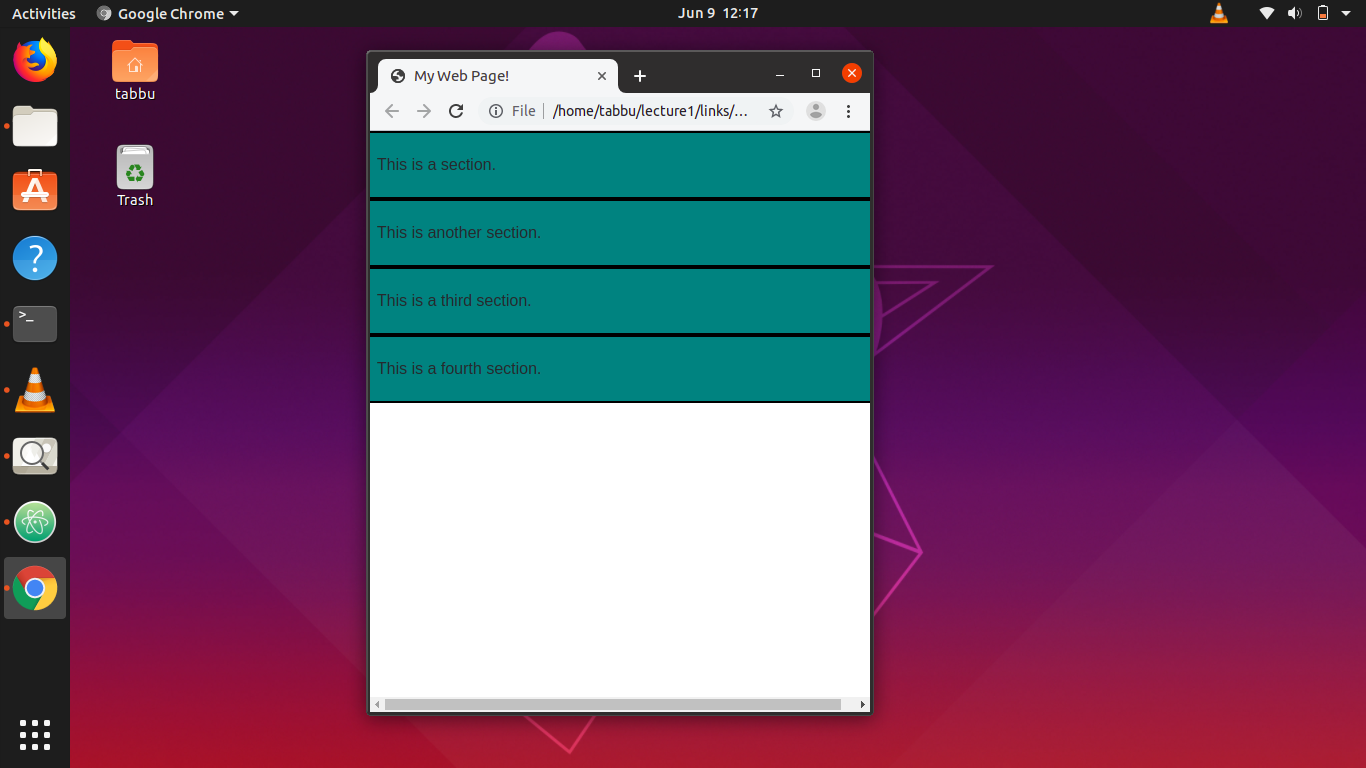 Activities Google Chrome Jun 9 12:17
tabbu
Trash
My Web Page!
File /home/tabbu/lecture1/links/...
This is a section.
This is another section.
This is a third section.
This is a fourth section.